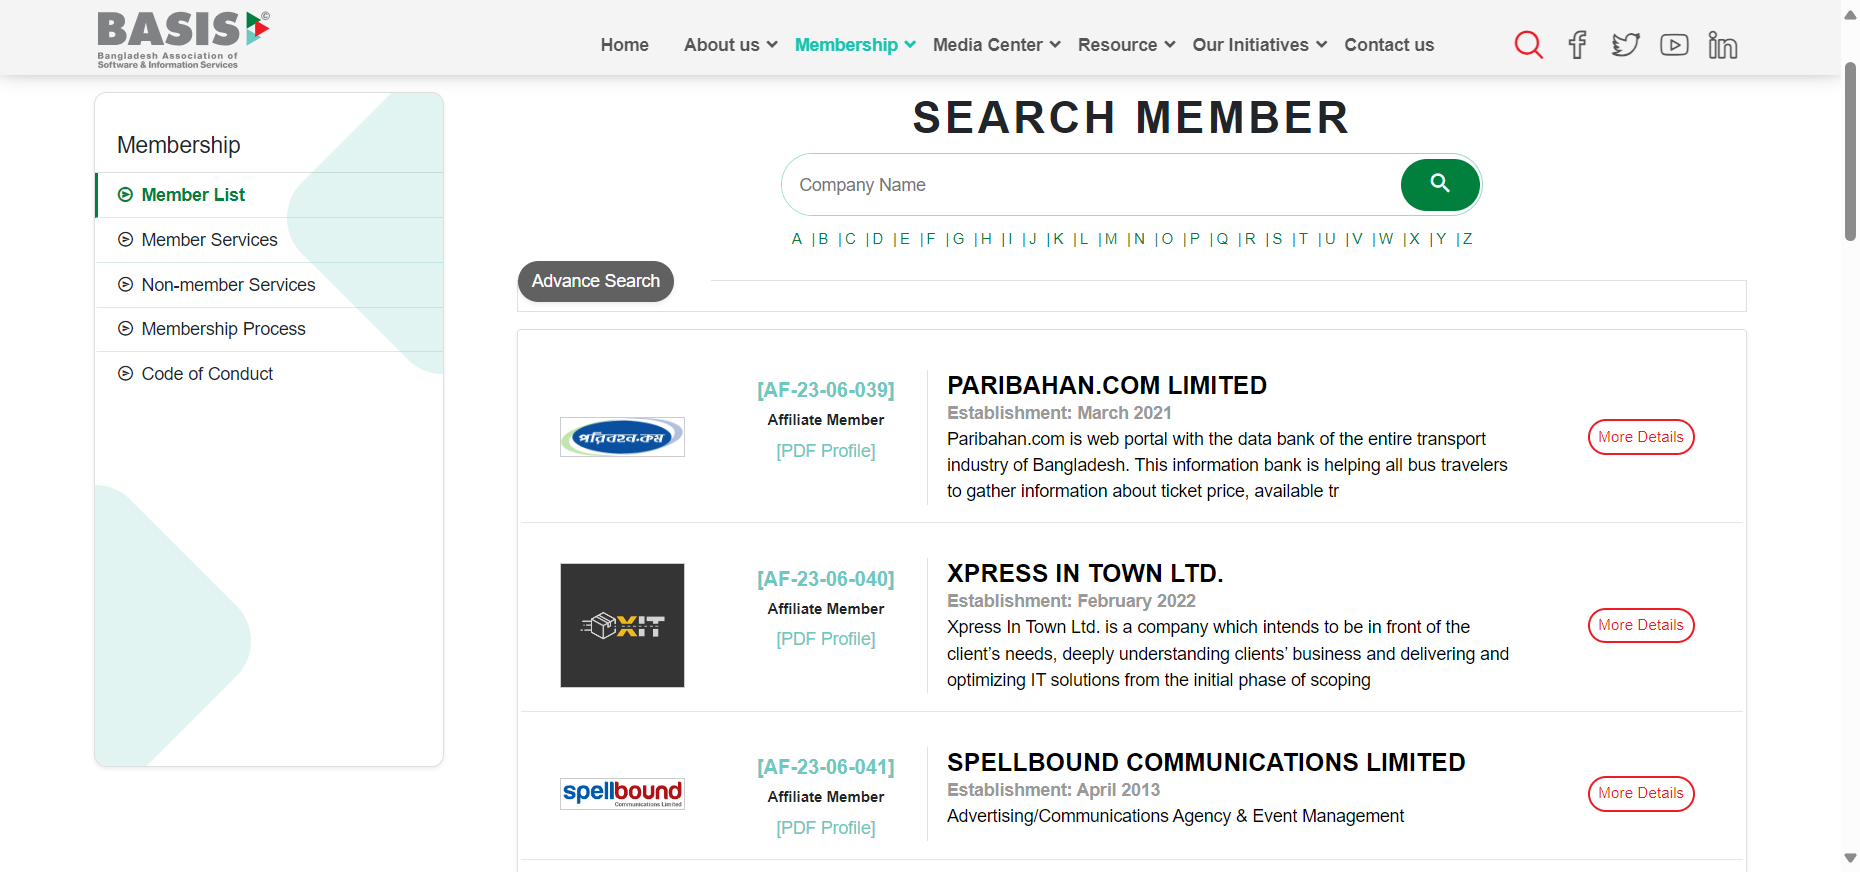 BASIS
Bangladesh Association of
Software & Information Services
Home
About us
Membership
Media Center
Resource
Our Initiatives
Contact us
Membership
Member List
Member Services
Non-member Services
Membership Process
Code of Conduct
SEARCH MEMBER
Company Name
A |B |C |D |E |F |G |H |I |J |K |L |M |N |O |P |Q |R |S |T |U |V |W |X |Y |Z
Advance Search
পরিবহন.কম
[AF-23-06-039]
Affiliate Member
[PDF Profile]
PARIBAHAN.COM LIMITED
Establishment: March 2021
Paribahan.com is web portal with the data bank of the entire transport
industry of Bangladesh. This information bank is helping all bus travelers
to gather information about ticket price, available tr
More Details
XIT
[AF-23-06-040]
Affiliate Member
[PDF Profile]
XPRESS IN TOWN LTD.
Establishment: February 2022
Xpress In Town Ltd. is a company which intends to be in front of the
client’s needs, deeply understanding clients’ business and delivering and
optimizing IT solutions from the initial phase of scoping
More Details
spellbound
Communications Limited
[AF-23-06-041]
Affiliate Member
[PDF Profile]
SPELLBOUND COMMUNICATIONS LIMITED
Establishment: April 2013
Advertising/Communications Agency & Event Management
More Details